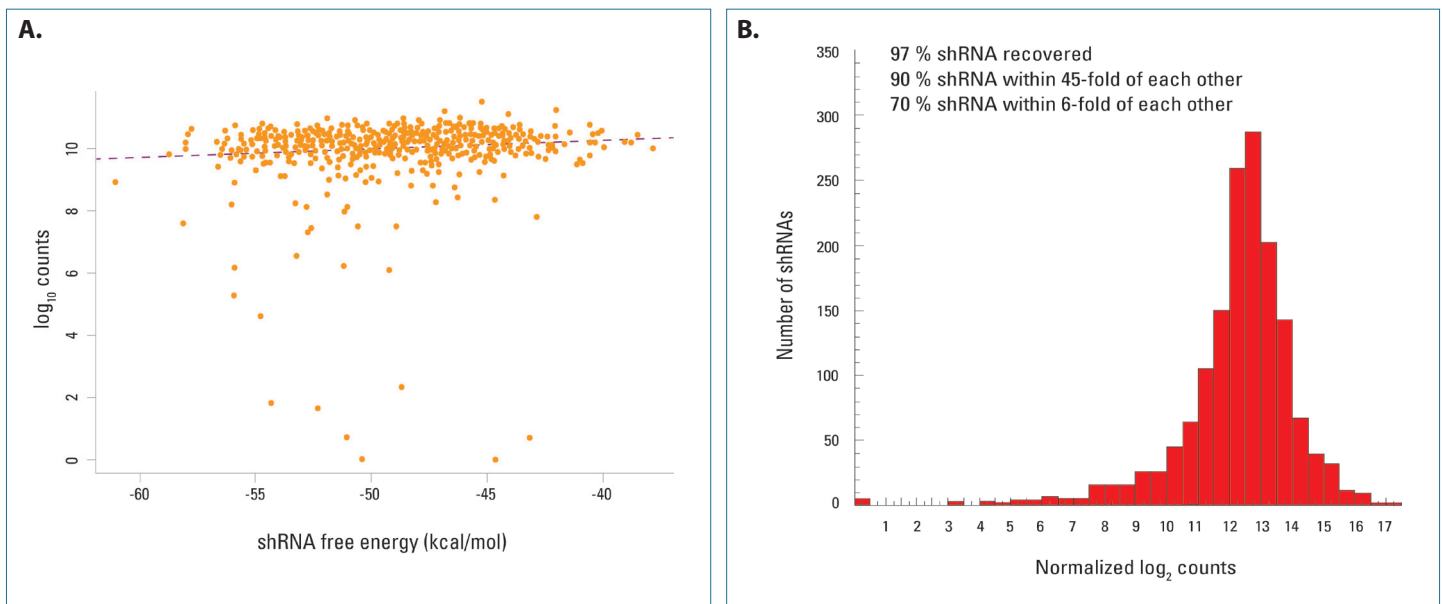 A.
log10 counts
10
8
6
4
2
0
-60 -55 -50 -45 -40
shRNA free energy (kcal/mol)
B.
97 % shRNA recovered
90 % shRNA within 45-fold of each other
70 % shRNA within 6-fold of each other
Number of shRNAs
350
300
250
200
150
100
50
0
1 2 3 4 5 6 7 8 9 10 11 12 13 14 15 16 17
Normalized log2 counts